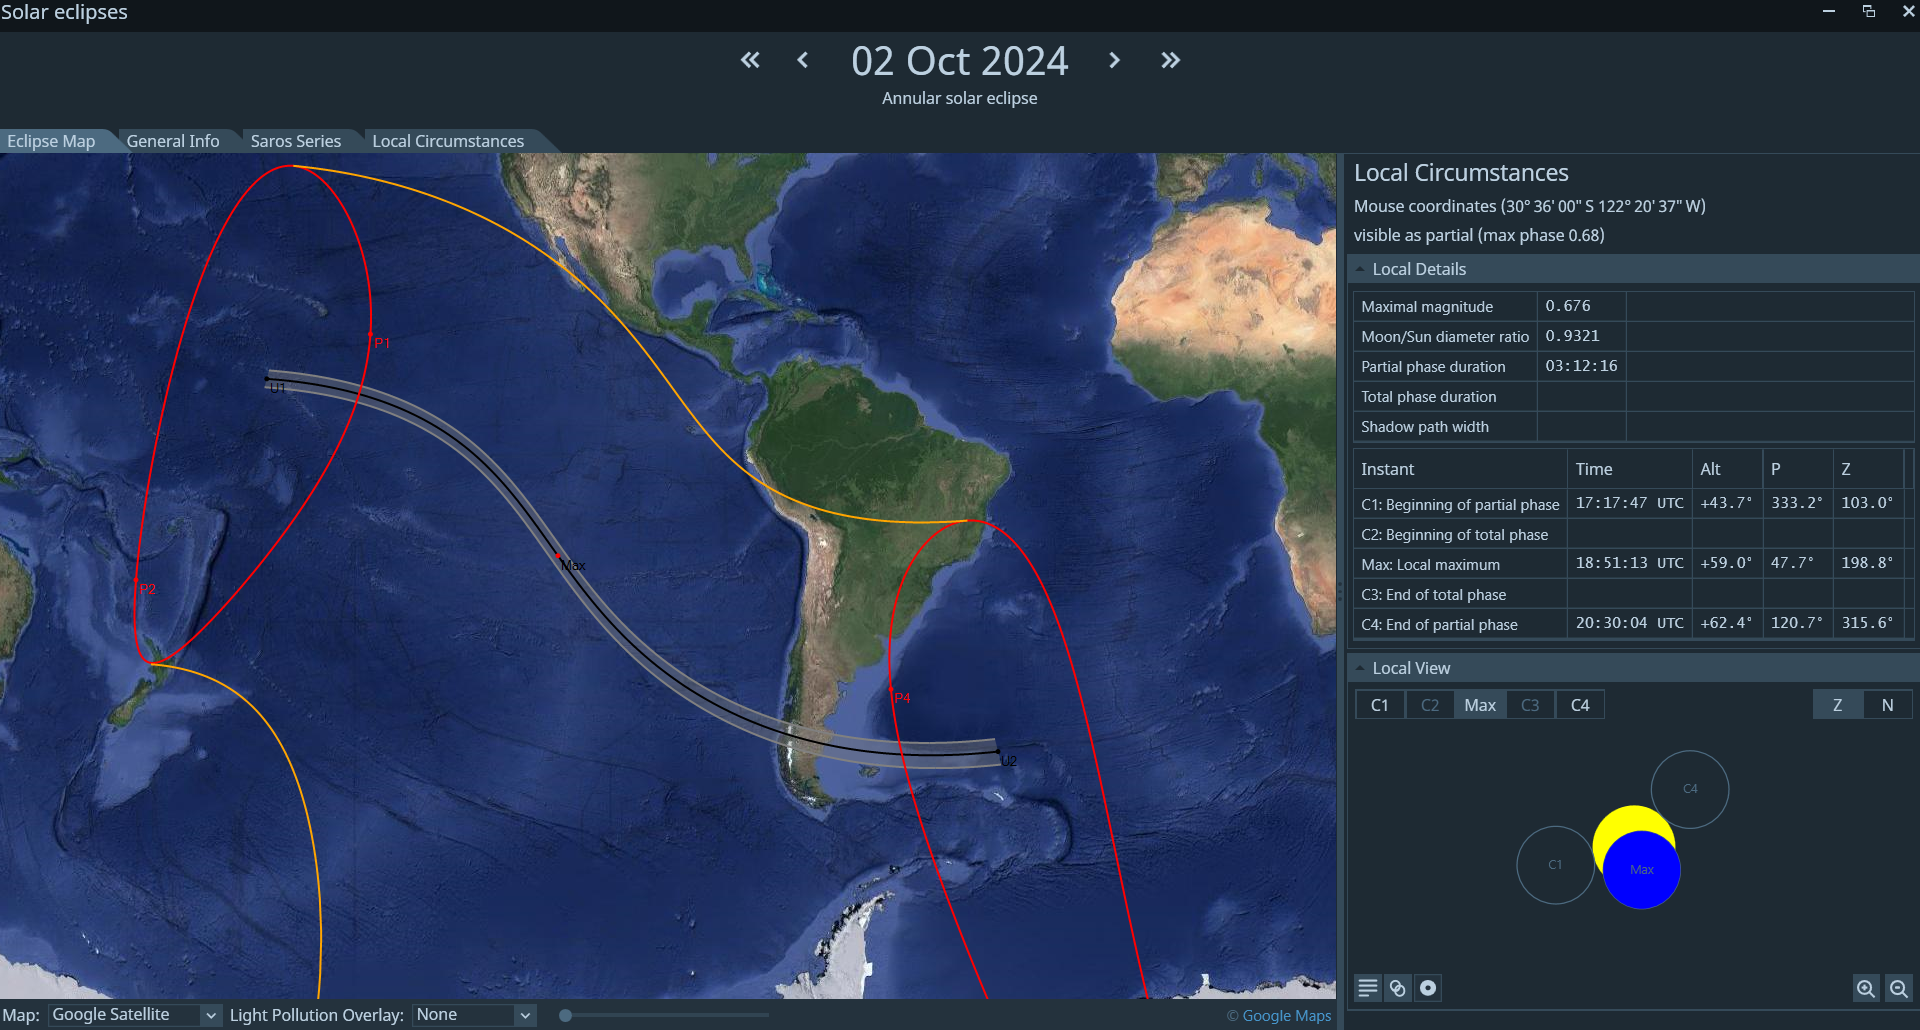 Solar eclipses
02 Oct 2024
Annular solar eclipse
Eclipse Map
General Info
Saros Series
Local Circumstances
P1
U1
Max
P2
P4
U2
Local Circumstances
Mouse coordinates (30° 36' 00" S 122° 20' 37" W)
visible as partial (max phase 0.68)
Local Details
Maximal magnitude 0.676
Moon/Sun diameter ratio 0.9321
Partial phase duration 03:12:16
Total phase duration
Shadow path width
Instant Time Alt P Z
C1: Beginning of partial phase 17:17:47 UTC +43.7° 333.2° 103.0°
C2: Beginning of total phase
Max: Local maximum 18:51:13 UTC +59.0° 47.7° 198.8°
C3: End of total phase
C4: End of partial phase 20:30:04 UTC +62.4° 120.7° 315.6°
Local View
C1 C2 Max C3 C4 Z N
C4
C1
Max
Map: Google Satellite Light Pollution Overlay: None © Google Maps